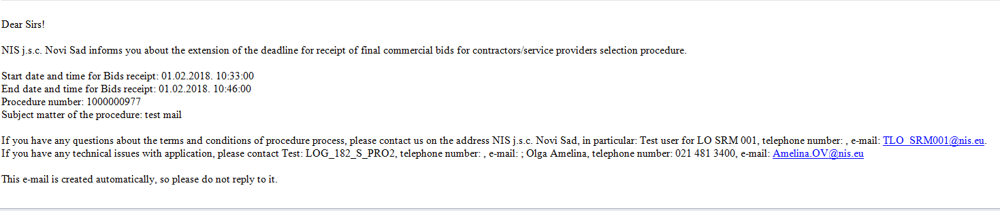 Dear Sirs!
NIS j.s.c. Novi Sad informs you about the extension of the deadline for receipt of final commercial bids for contractors/service providers selection procedure.
Start date and time for Bids receipt: 01.02.2018. 10:33:00
End date and time for Bids receipt: 01.02.2018. 10:46:00
Procedure number: 1000000977
Subject matter of the procedure: test mail
If you have any questions about the terms and conditions of procedure process, please contact us on the address NIS j.s.c. Novi Sad, in particular: Test user for LO SRM 001, telephone number: , e-mail: TLO_SRM001@nis.eu.
If you have any technical issues with application, please contact Test: LOG_182_S_PRO2, telephone number: , e-mail: ; Olga Amelina, telephone number: 021 481 3400, e-mail: Amelina.OV@nis.eu
This e-mail is created automatically, so please do not reply to it.